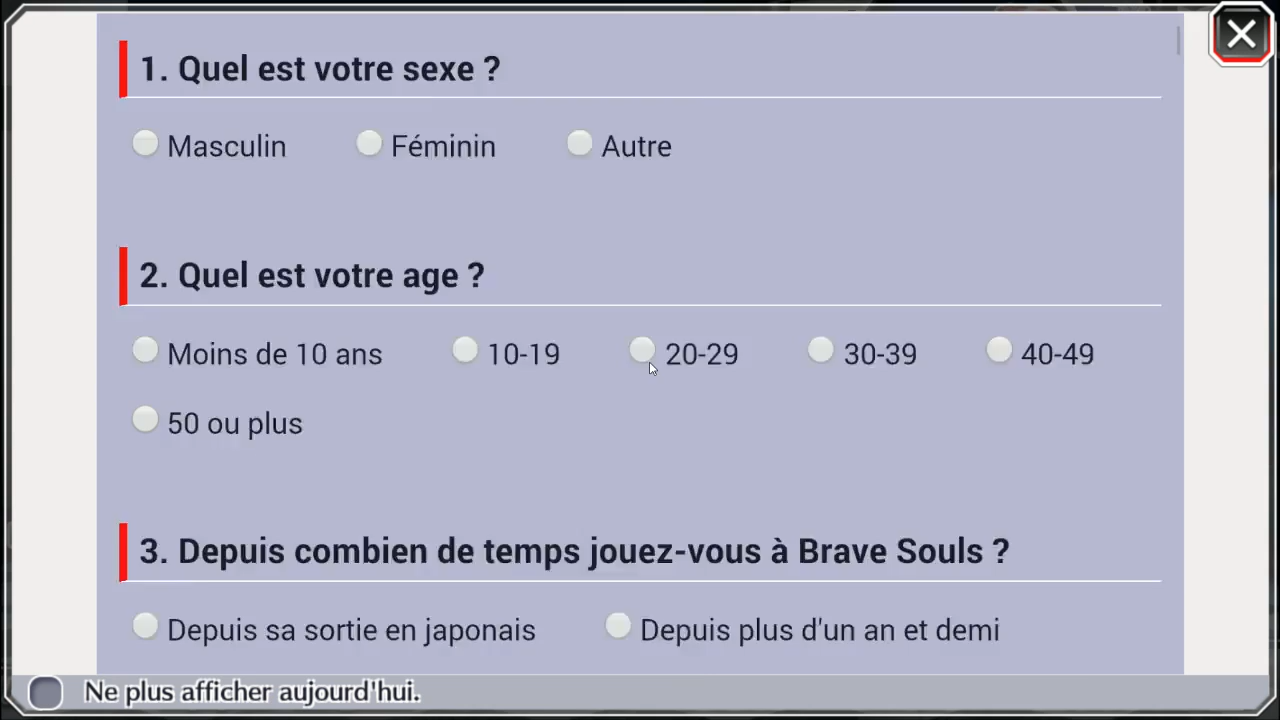 1. Quel est votre sexe ?
Masculin Féminin Autre
2. Quel est votre age ?
Moins de 10 ans 10-19 20-29 30-39 40-49
50 ou plus
3. Depuis combien de temps jouez-vous à Brave Souls ?
Depuis sa sortie en japonais Depuis plus d'un an et demi
Ne plus afficher aujourd'hui.